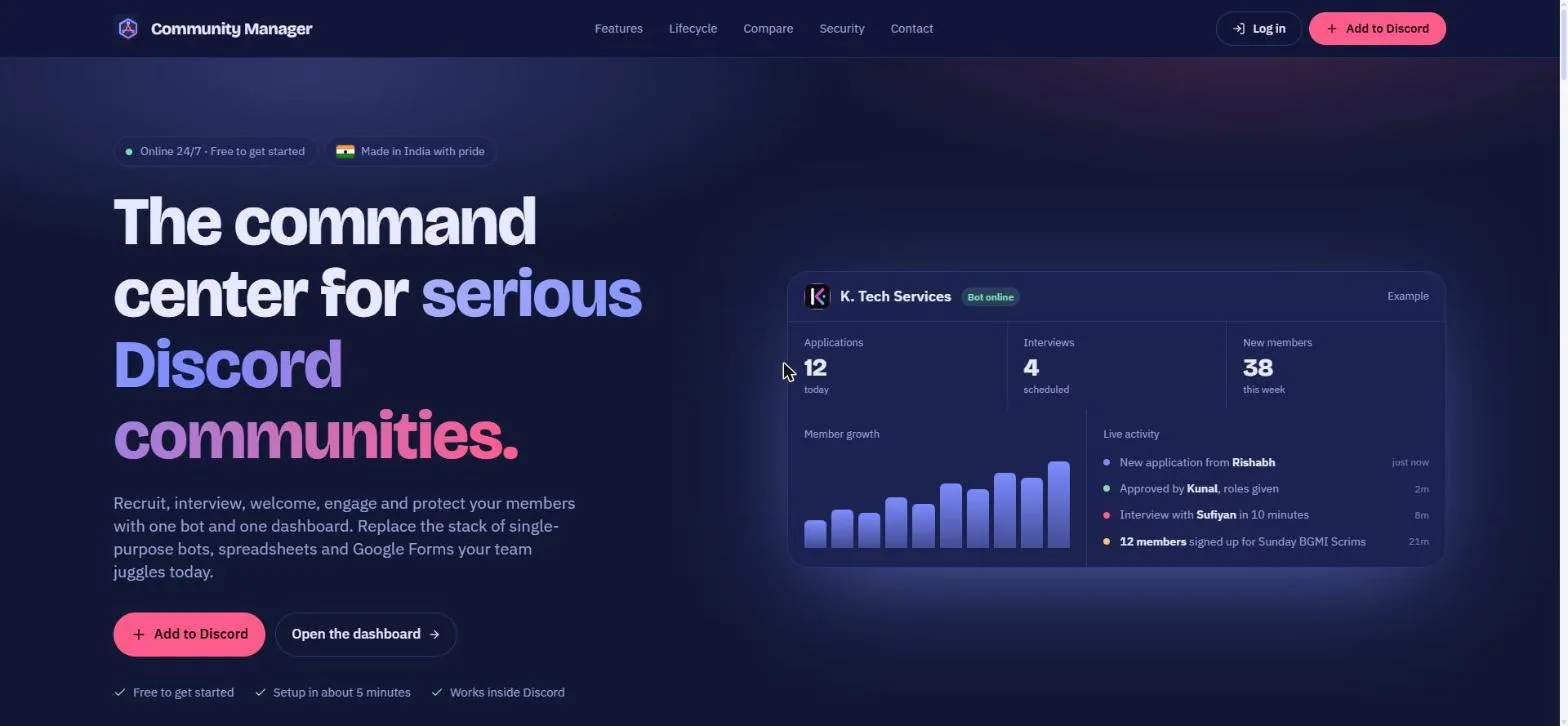 Community Manager
Features
Lifecycle
Compare
Security
Contact
Log in
Add to Discord
Online 24/7 · Free to get started
Made in India with pride
The command
center for serious
Discord
communities.
Recruit, interview, welcome, engage and protect your members
with one bot and one dashboard. Replace the stack of single-
purpose bots, spreadsheets and Google Forms your team
juggles today.
Add to Discord
Open the dashboard
Free to get started
Setup in about 5 minutes
Works inside Discord
K. Tech Services
Bot online
Example
Applications
12
today
Interviews
4
scheduled
New members
38
this week
Member growth
Live activity
New application from Rishabh just now
Approved by Kunal, roles given 2m
Interview with Sufiyan in 10 minutes 8m
12 members signed up for Sunday BGMI Scrims 21m